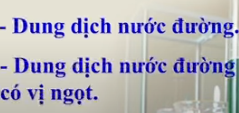 - Dung dịch nước đường.
- Dung dịch nước đường
có vị ngọt.